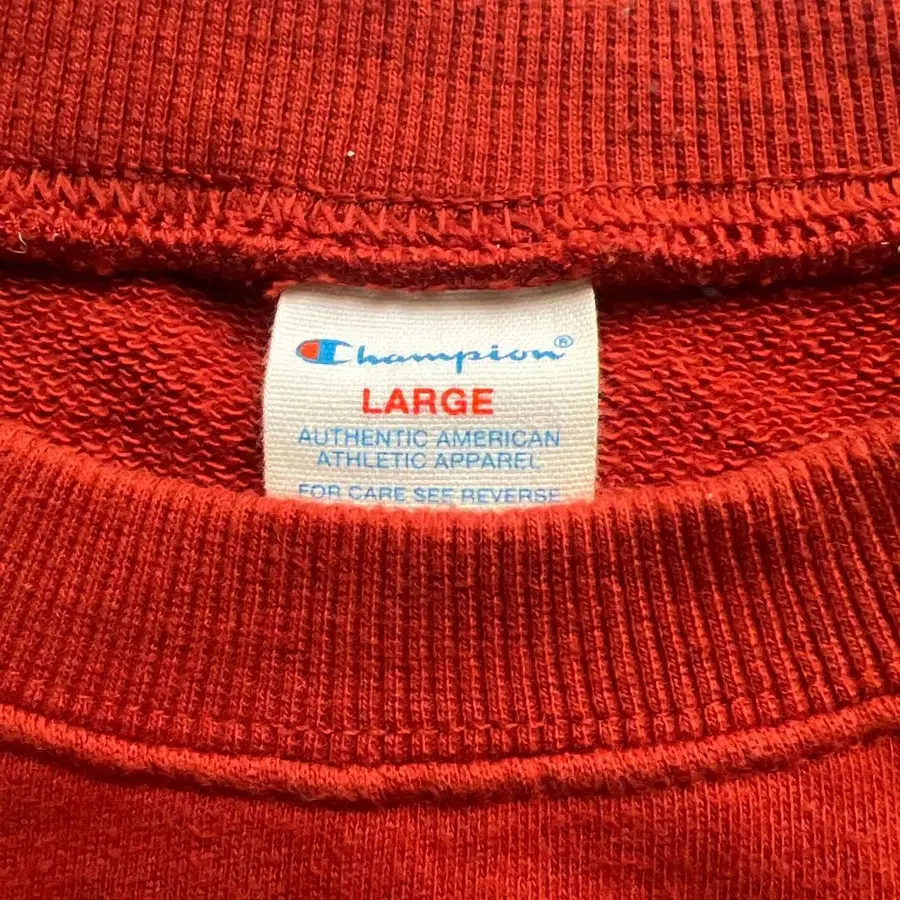 Champion®
LARGE
AUTHENTIC AMERICAN
ATHLETIC APPAREL
FOR CARE SEE REVERSE